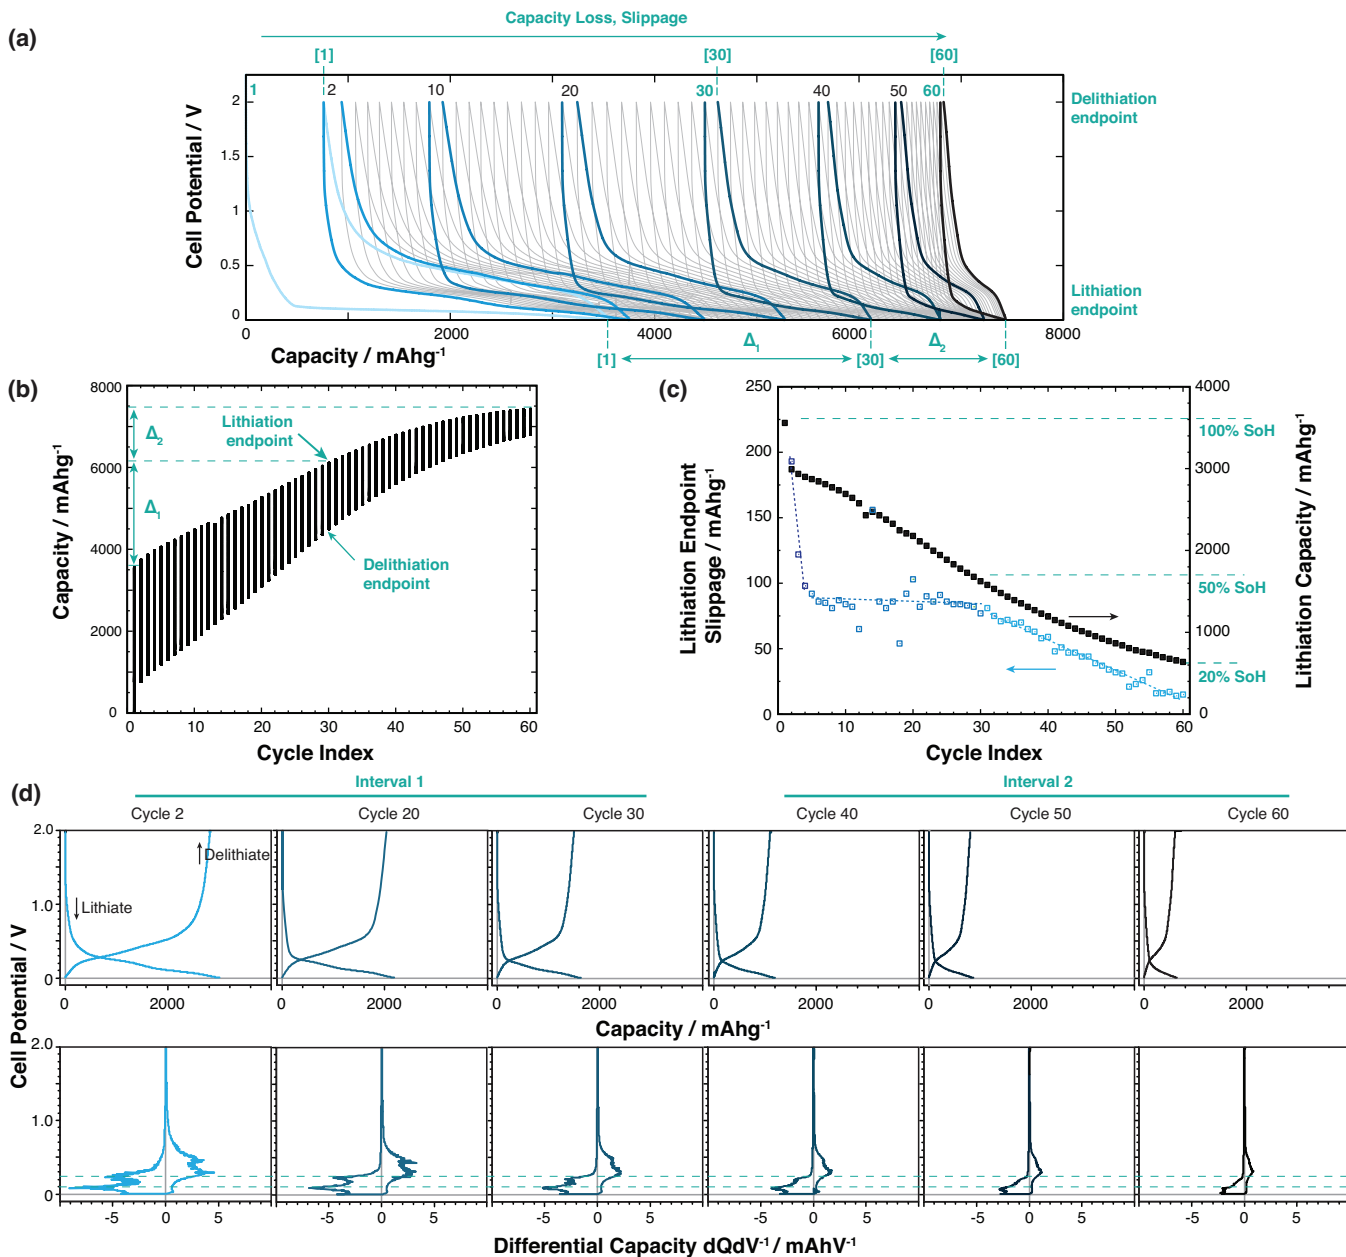 (a)
Capacity Loss, Slippage
[1] [30] [60]
1 2 10 20 30 40 50 60
Delithiation
endpoint
Cell Potential / V
2
1.5
1
0.5
0
Lithiation
endpoint
0 2000 4000 6000 8000
Capacity / mAhg-1
[1] Δ1 [30] Δ2 [60]
(b)
Capacity / mAhg-1
8000
6000
4000
2000
0
Δ2
Δ1
Lithiation
endpoint
Delithiation
endpoint
0 10 20 30 40 50 60
Cycle Index
(c)
Lithiation Endpoint
Slippage / mAhg-1
250
200
150
100
50
0
4000
3000
2000
1000
0
Lithiation Capacity / mAhg-1
100% SoH
50% SoH
20% SoH
0 10 20 30 40 50 60
Cycle Index
(d)
Interval 1
Interval 2
Cycle 2 Cycle 20 Cycle 30 Cycle 40 Cycle 50 Cycle 60
Cell Potential / V
2.0
1.0
0
Delithiate
Lithiate
0 2000 0 2000 0 2000 0 2000 0 2000 0 2000
Capacity / mAhg-1
2.0
1.0
0
-5 0 5 -5 0 5 -5 0 5 -5 0 5 -5 0 5 -5 0 5
Differential Capacity dQdV-1 / mAhV-1